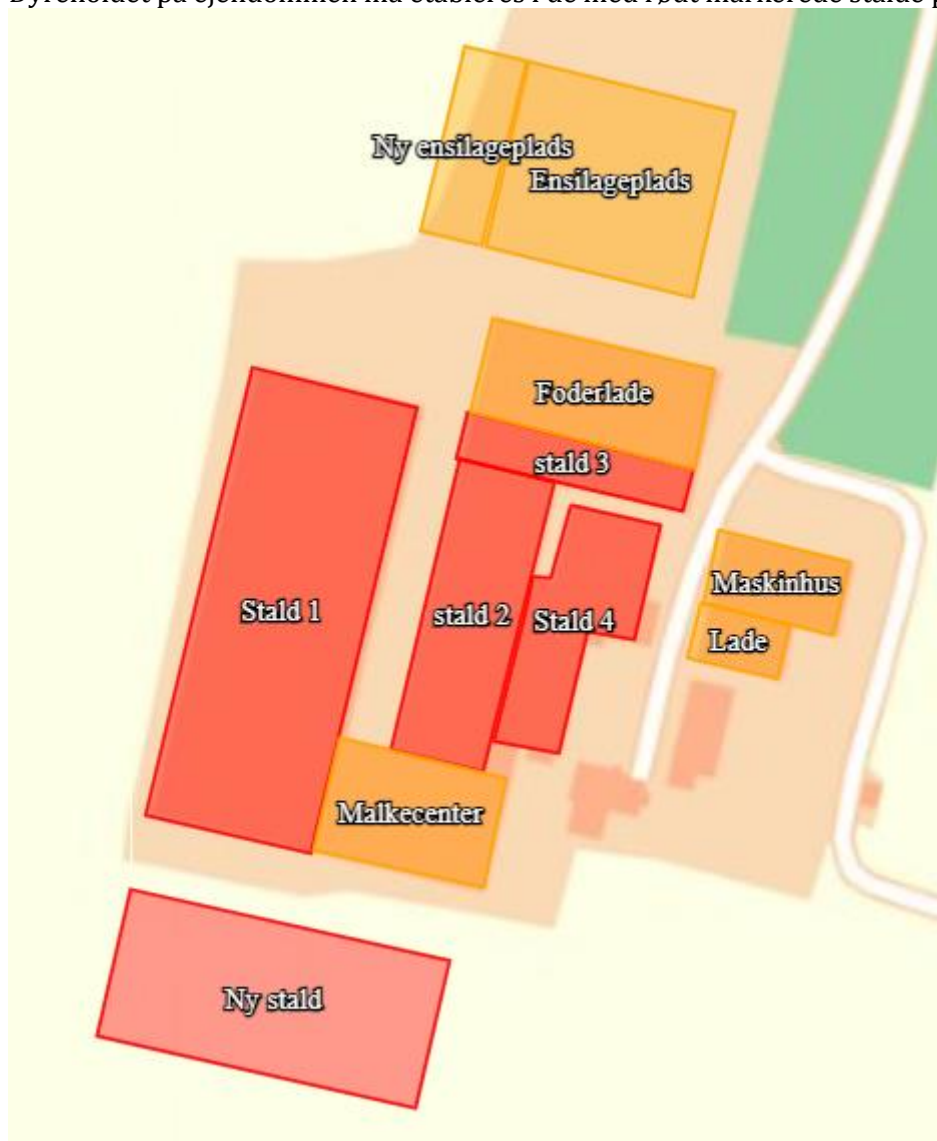 Dyreholdet på ejendommen må etableres i de med rødt markerede stalde
Ny ensilageplads
Ensilageplads
Foderlade
stald 3
Maskinhus
Stald 1
stald 2
Stald 4
Lade
Malkecenter
Ny stald